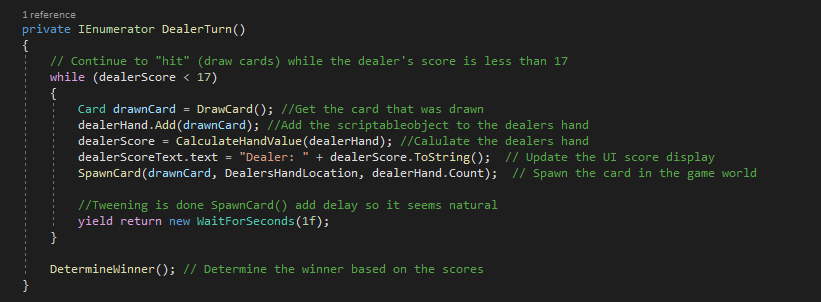 1 reference
private IEnumerator DealerTurn()
{
// Continue to "hit" (draw cards) while the dealer's score is less than 17
while (dealerScore < 17)
{
Card drawnCard = DrawCard(); //Get the card that was drawn
dealerHand.Add(drawnCard); //Add the scriptableobject to the dealers hand
dealerScore = CalculateHandValue(dealerHand); //Calulate the dealers hand
dealerScoreText.text = "Dealer: " + dealerScore.ToString();  // Update the UI score display
SpawnCard(drawnCard, DealersHandLocation, dealerHand.Count);  // Spawn the card in the game world
//Tweening is done SpawnCard() add delay so it seems natural
yield return new WaitForSeconds(1f);
}
DetermineWinner(); // Determine the winner based on the scores
}